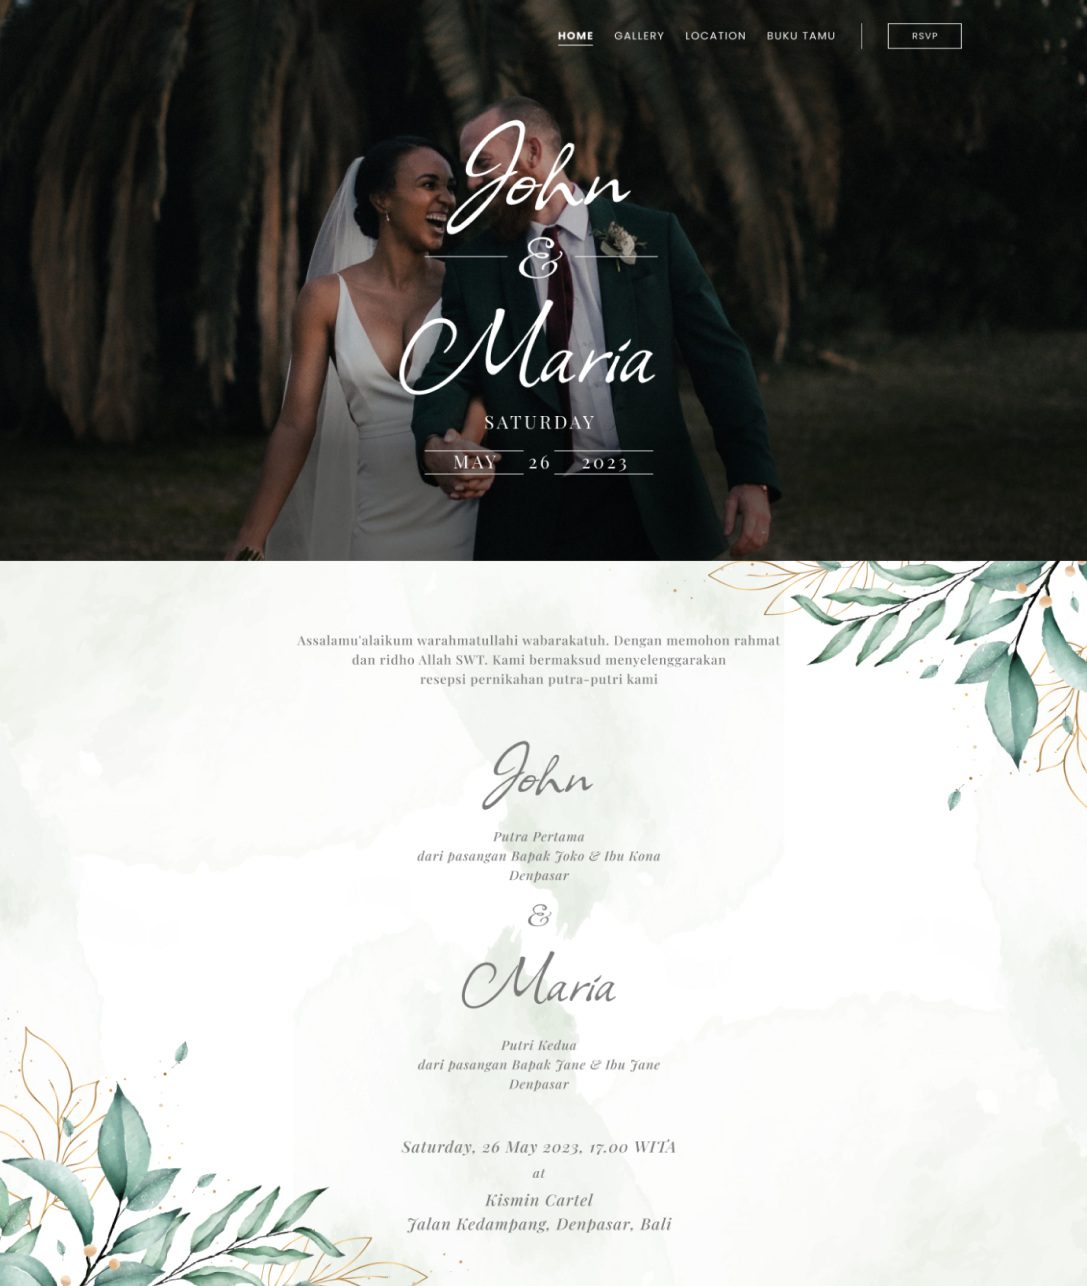 HOME GALLERY LOCATION BUKU TAMU RSVP
John
&
Maria
SATURDAY
MAY 26 2023
Assalamu'alaikum warahmatullahi wabarakatuh. Dengan memohon rahmat
dan ridho Allah SWT. Kami bermaksud menyelenggarakan
resepsi pernikahan putra-putri kami
John
Putra Pertama
dari pasangan Bapak Joko & Ibu Kona
Denpasar
&
Maria
Putri Kedua
dari pasangan Bapak Jane & Ibu Jane
Denpasar
Saturday, 26 May 2023, 17.00 WITA
at
Kismin Cartel
Jalan Kedampang, Denpasar, Bali